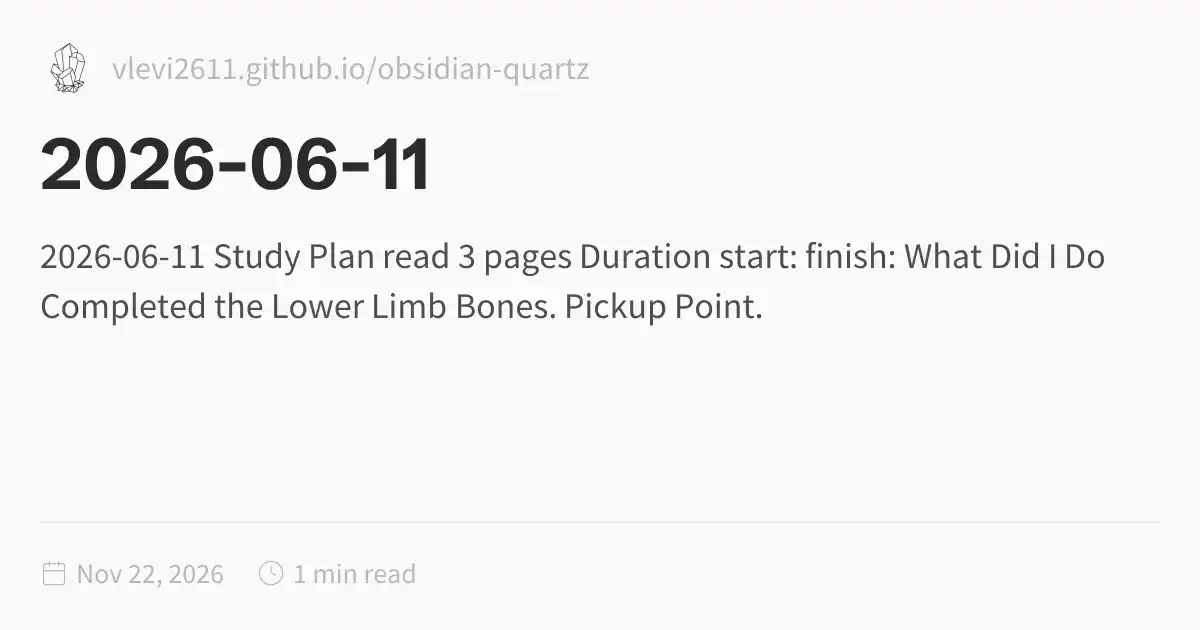 vlevi2611.github.io/obsidian-quartz
2026-06-11
2026-06-11 Study Plan read 3 pages Duration start: finish: What Did I Do
Completed the Lower Limb Bones. Pickup Point.
Nov 22, 2026 1 min read